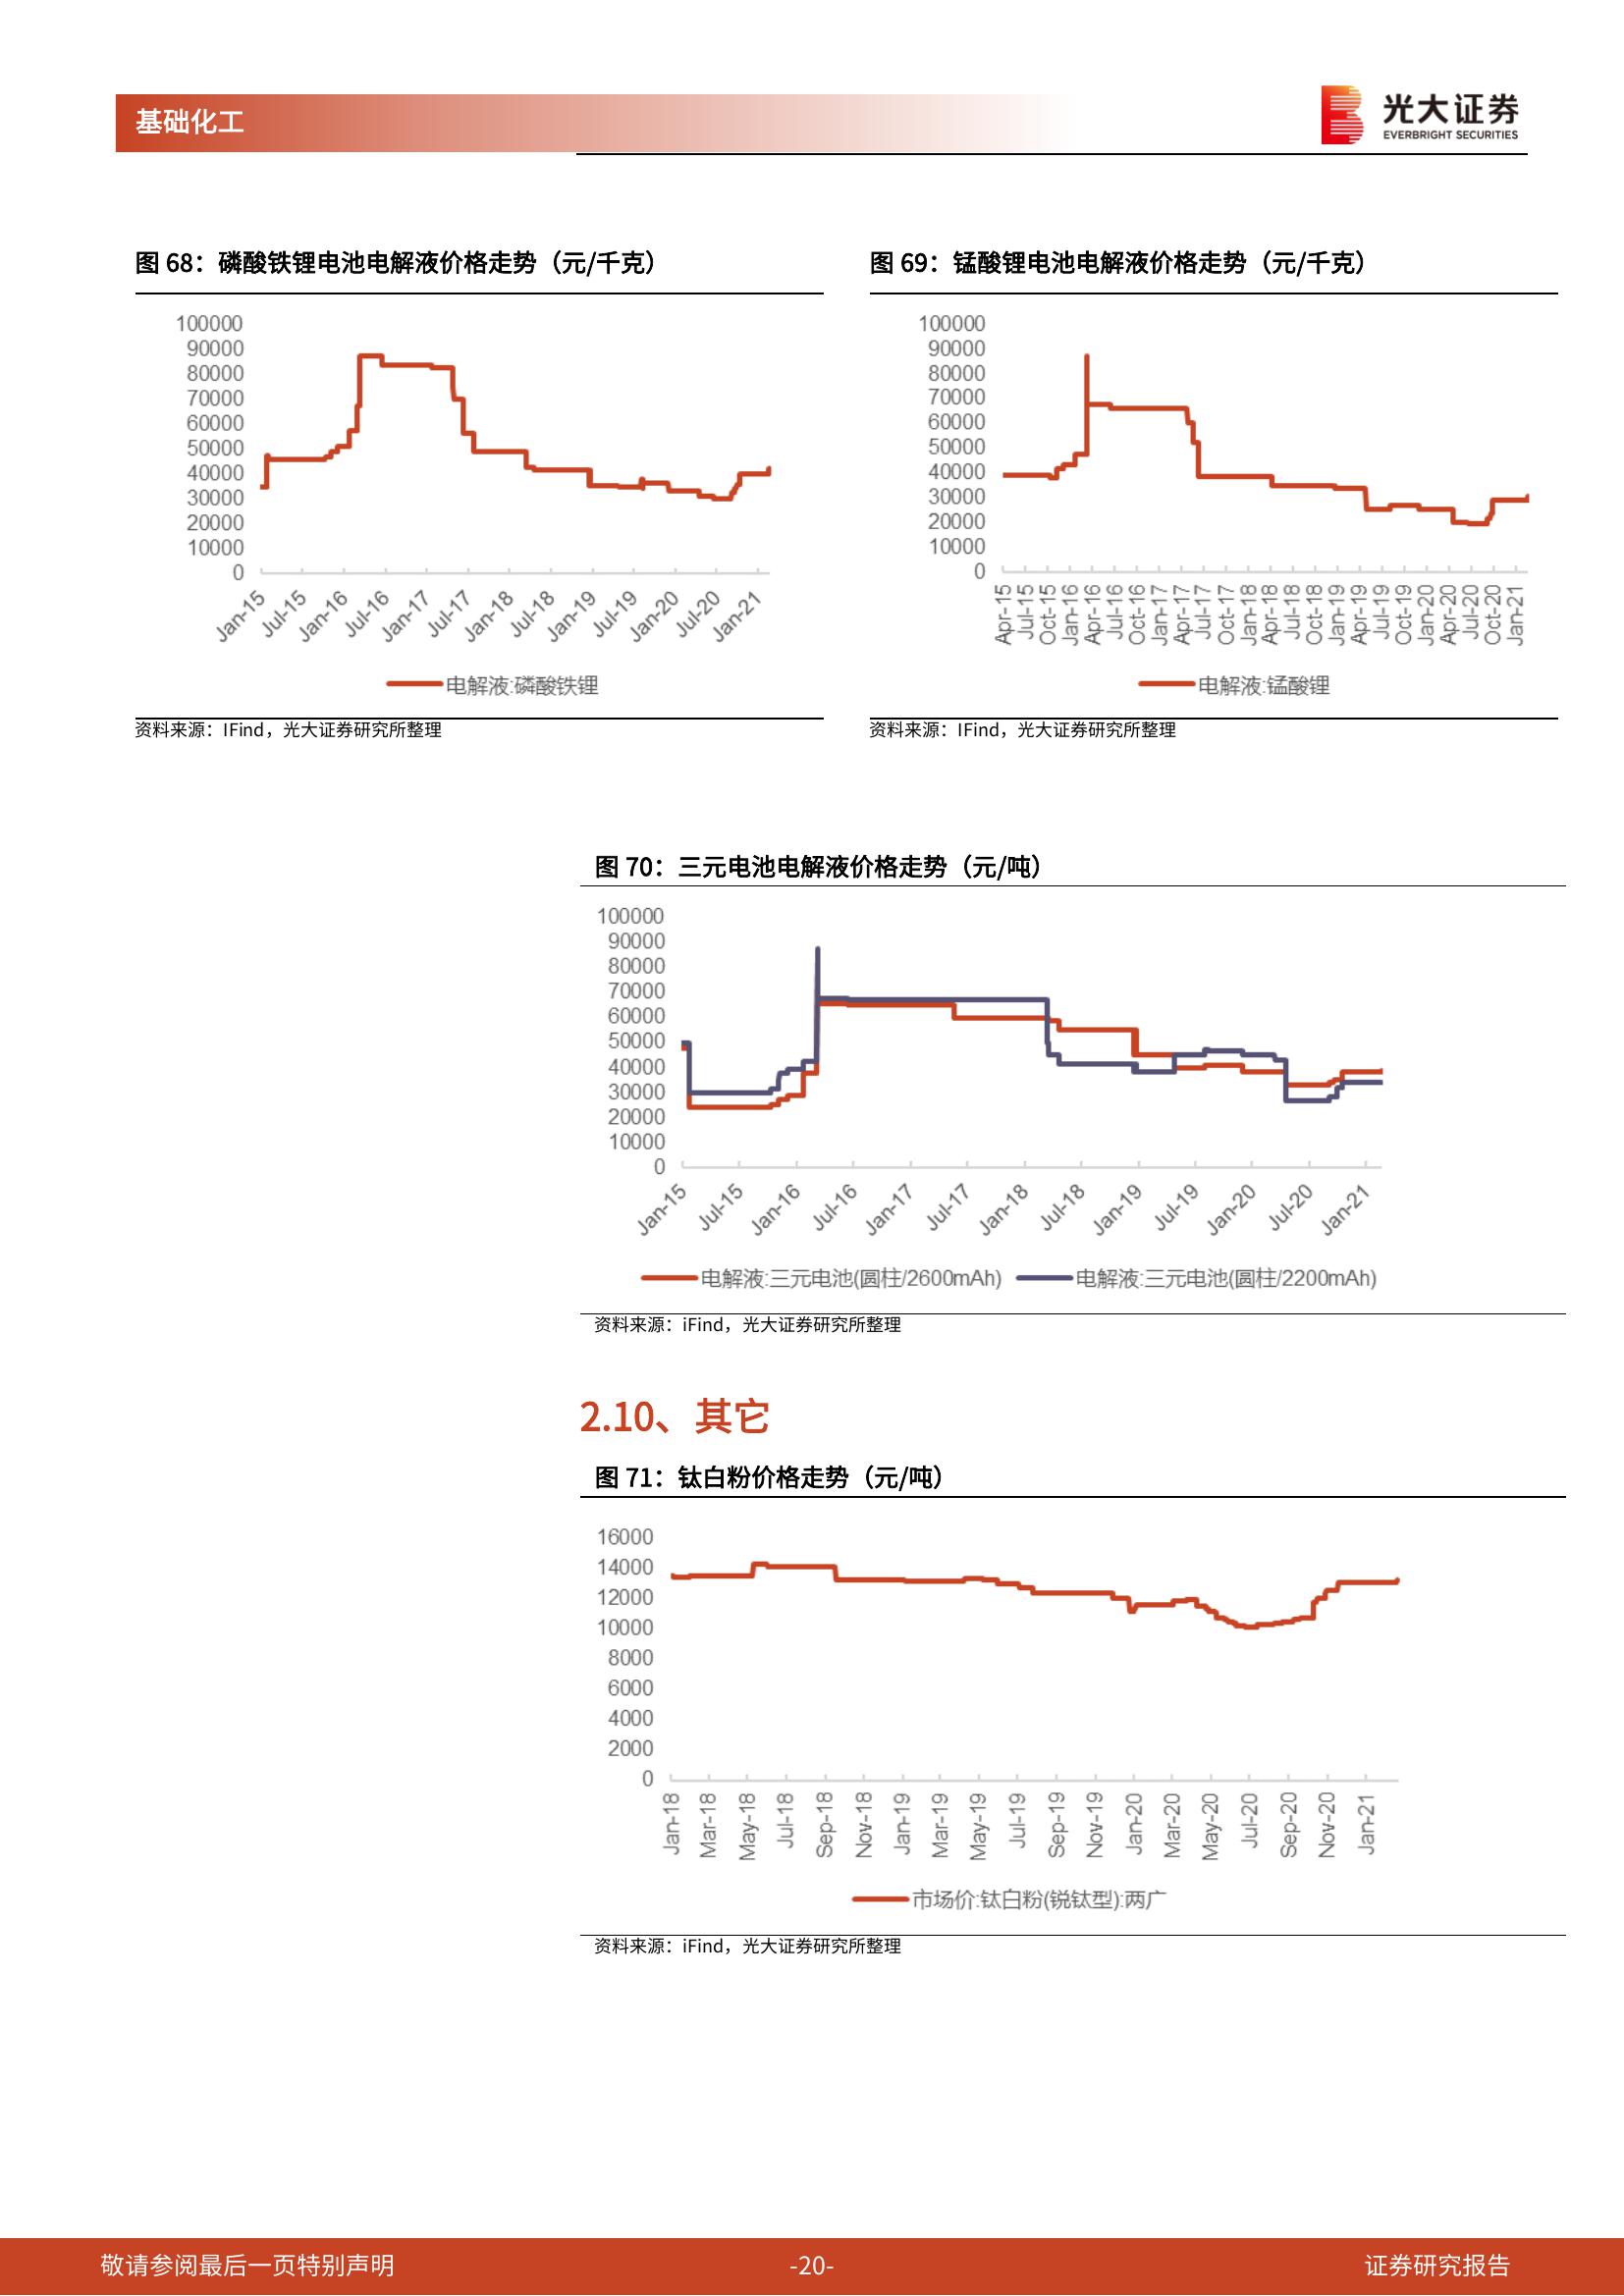 基础化工
光大证券
EVERBRIGHT SECURITIES
图 68：磷酸铁锂电池电解液价格走势（元/千克）
100000
90000
80000
70000
60000
50000
40000
30000
20000
10000
0
Jan-15 Jul-15 Jan-16 Jul-16 Jan-17 Jul-17 Jan-18 Jul-18 Jan-19 Jul-19 Jan-20 Jul-20 Jan-21
电解液:磷酸铁锂
资料来源：IFind，光大证券研究所整理
图 69：锰酸锂电池电解液价格走势（元/千克）
100000
90000
80000
70000
60000
50000
40000
30000
20000
10000
0
Apr-15 Jul-15 Oct-15 Jan-16 Apr-16 Jul-16 Oct-16 Jan-17 Apr-17 Jul-17 Oct-17 Jan-18 Apr-18 Jul-18 Oct-18 Jan-19 Apr-19 Jul-19 Oct-19 Jan-20 Apr-20 Jul-20 Oct-20 Jan-21
电解液:锰酸锂
资料来源：IFind，光大证券研究所整理
图 70：三元电池电解液价格走势（元/吨）
100000
90000
80000
70000
60000
50000
40000
30000
20000
10000
0
Jan-15 Jul-15 Jan-16 Jul-16 Jan-17 Jul-17 Jan-18 Jul-18 Jan-19 Jul-19 Jan-20 Jul-20 Jan-21
电解液:三元电池(圆柱/2600mAh) 电解液:三元电池(圆柱/2200mAh)
资料来源：iFind，光大证券研究所整理
2.10、其它
图 71：钛白粉价格走势（元/吨）
16000
14000
12000
10000
8000
6000
4000
2000
0
Jan-18 Mar-18 May-18 Jul-18 Sep-18 Nov-18 Jan-19 Mar-19 May-19 Jul-19 Sep-19 Nov-19 Jan-20 Mar-20 May-20 Jul-20 Sep-20 Nov-20 Jan-21
市场价:钛白粉(锐钛型):两广
资料来源：iFind，光大证券研究所整理
敬请参阅最后一页特别声明
-20-
证券研究报告